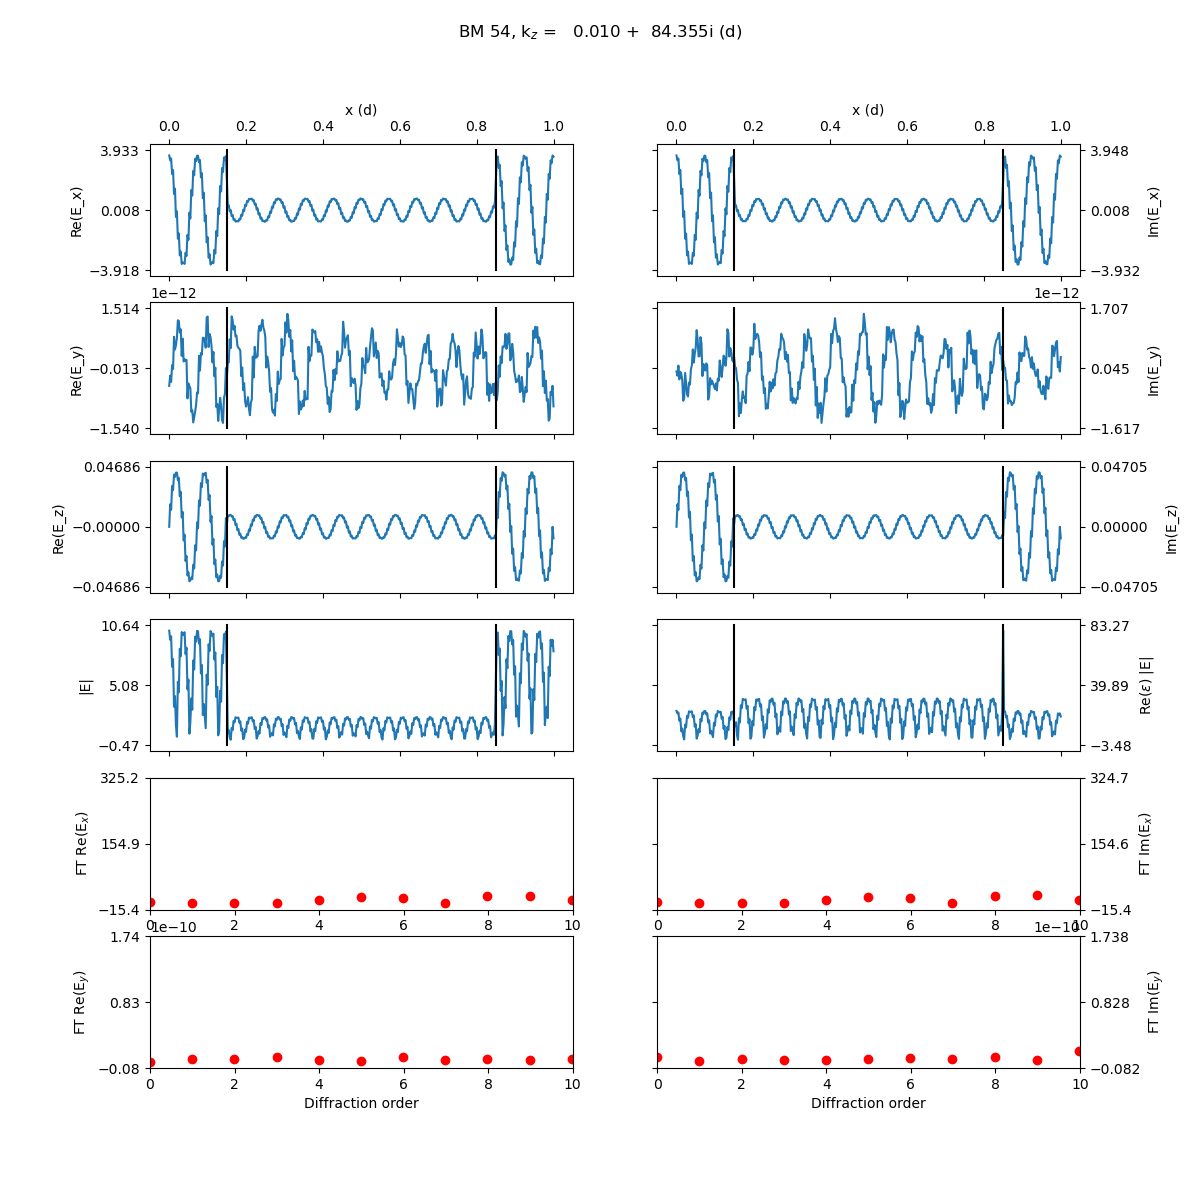 BM 54, k_z = 0.010 + 84.355i (d)
x (d) x (d)
0.0 0.2 0.4 0.6 0.8 1.0 0.0 0.2 0.4 0.6 0.8 1.0
Re(E_x) 3.933 0.008 −3.918
3.948 0.008 −3.932 Im(E_x)
1e−12 1e−12
Re(E_y) 1.514 -0.013 −1.540
1.707 0.045 −1.617 Im(E_y)
Re(E_z) 0.04686 −0.00000 −0.04686
0.04705 0.00000 −0.04705 Im(E_z)
|E| 10.64 5.08 −0.47
83.27 39.89 −3.48 Re(ε) |E|
FT Re(E_x) 325.2 154.9 −15.4
324.7 154.6 −15.4 FT Im(E_x)
0 2 4 6 8 10 0 2 4 6 8 10
1e−10 1e−10
FT Re(E_y) 1.74 0.83 −0.08
1.738 0.828 −0.082 FT Im(E_y)
0 2 4 6 8 10 0 2 4 6 8 10
Diffraction order Diffraction order